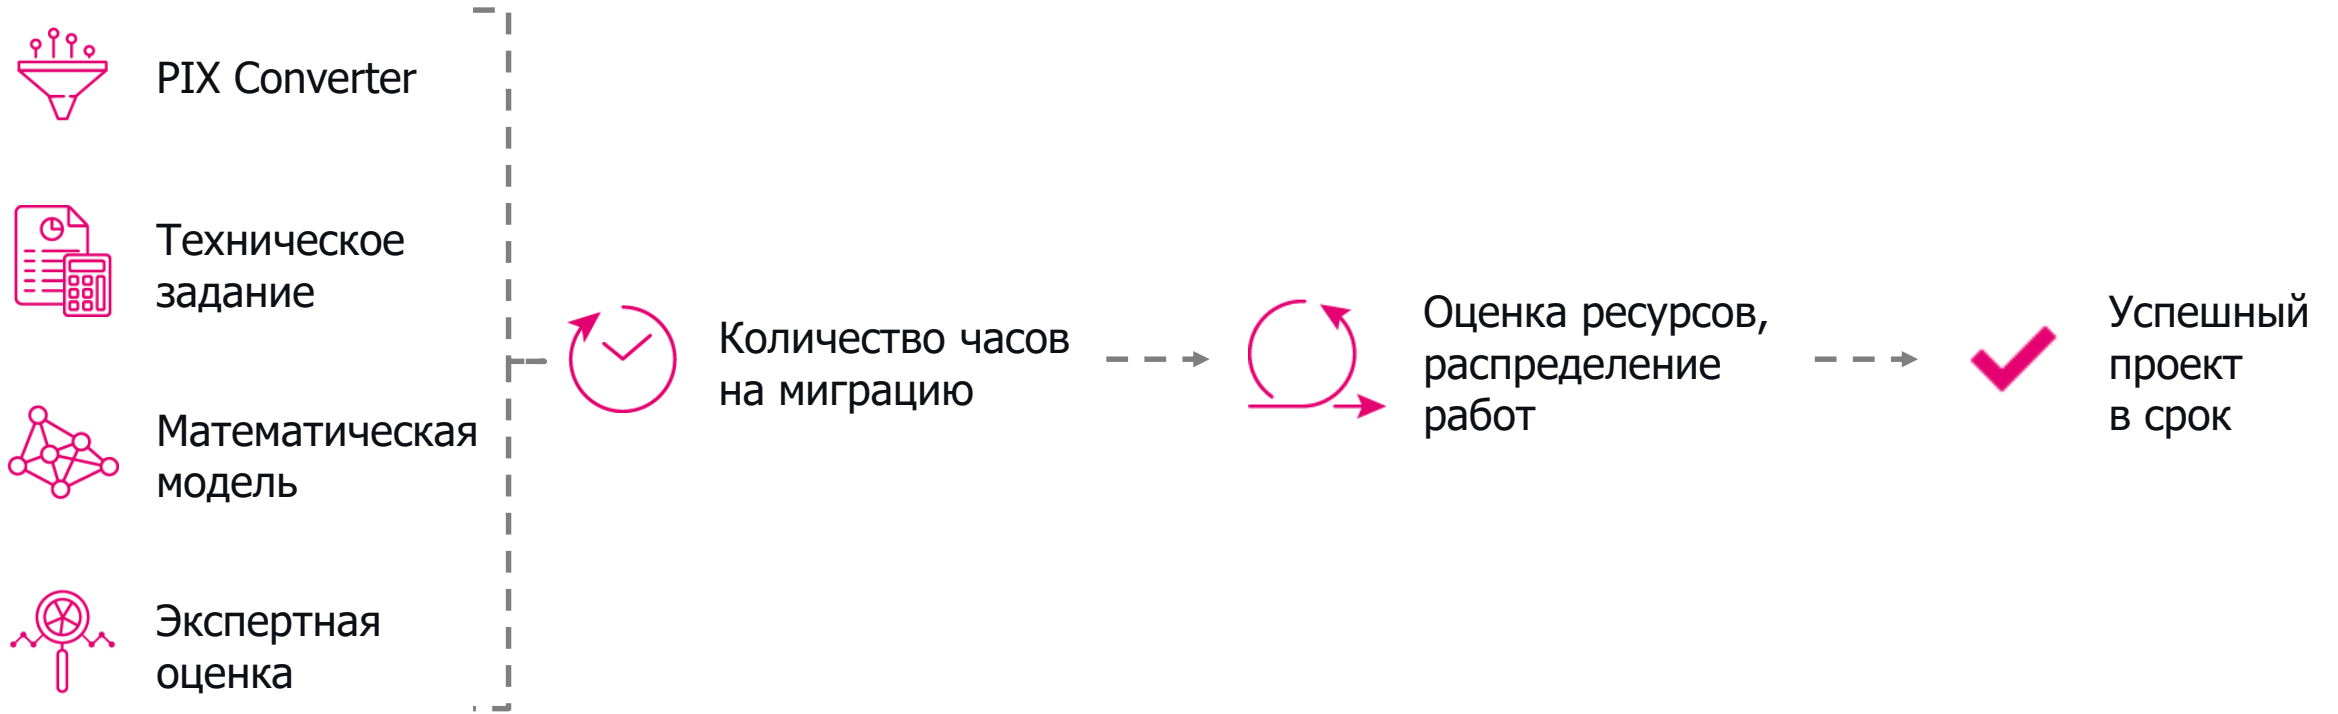 PIX Converter
Техническое
задание
Математическая
модель
Экспертная
оценка
Количество часов
на миграцию
Оценка ресурсов,
распределение
работ
Успешный
проект
в срок